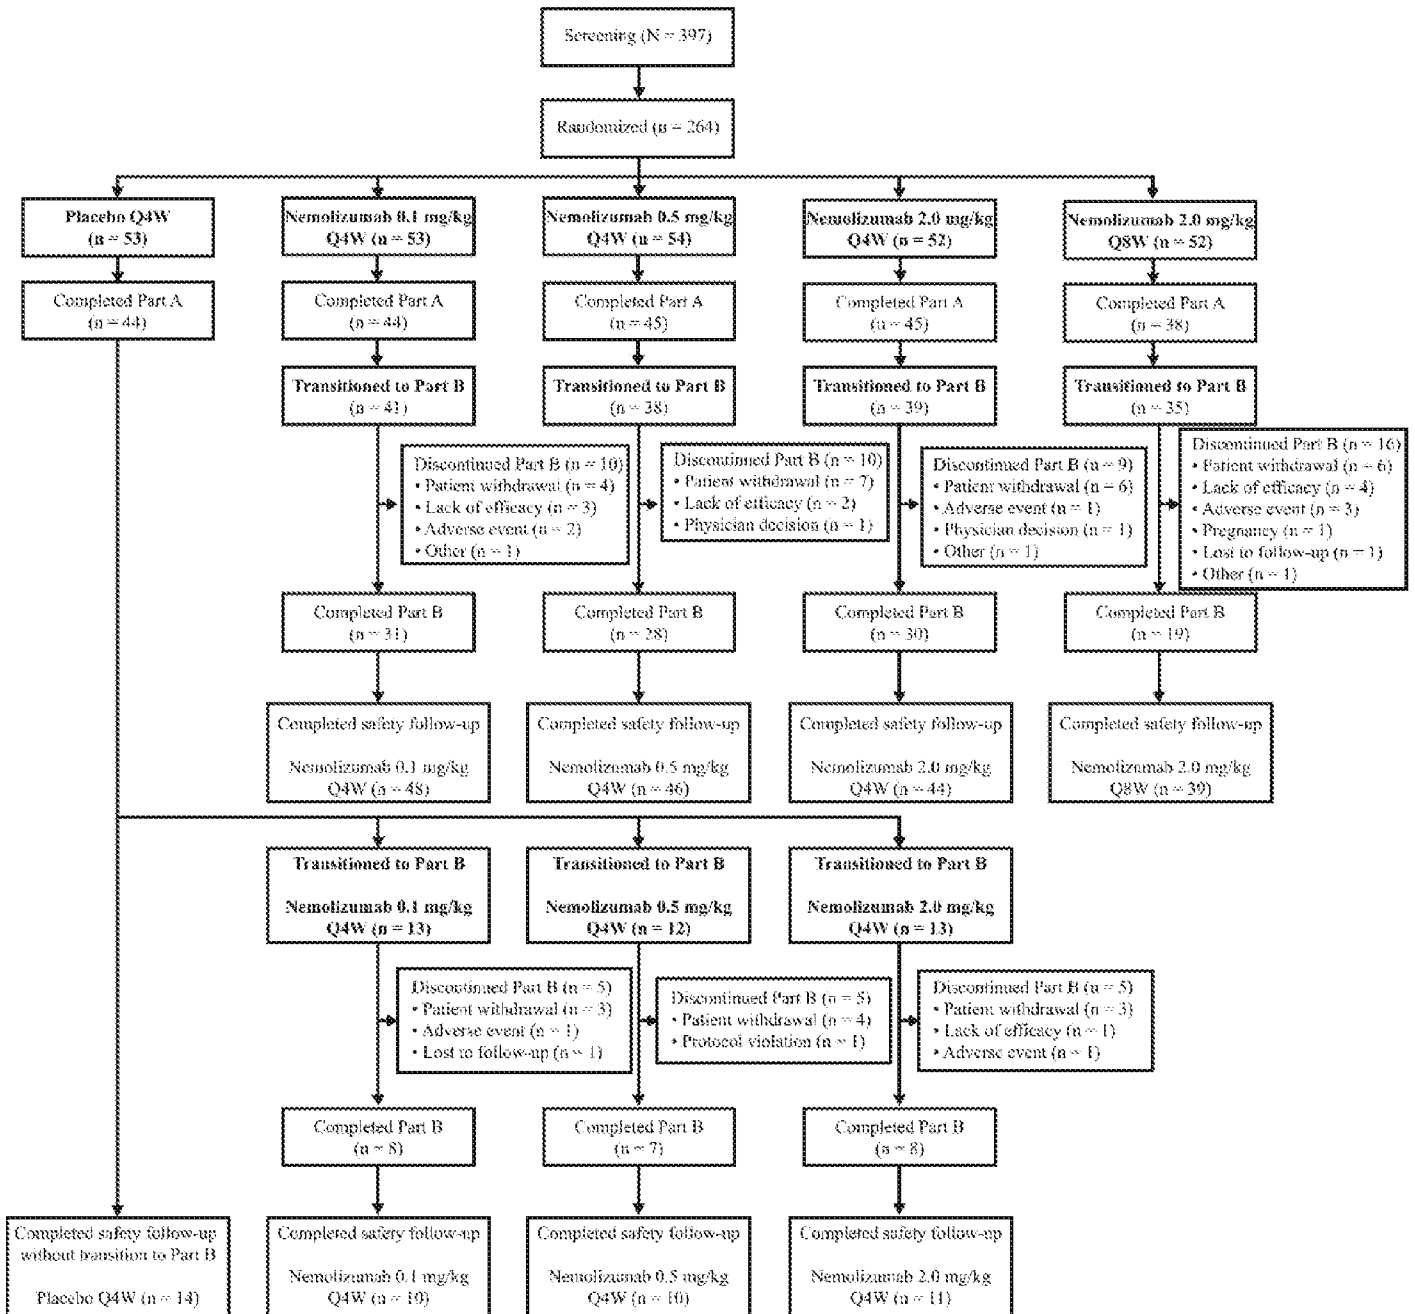 Screening (N = 397)
Randomized (n = 264)
Placebo Q4W
(n = 53)
Nemolizumab 0.1 mg/kg
Q4W (n = 53)
Nemolizumab 0.5 mg/kg
Q4W (n = 54)
Nemolizumab 2.0 mg/kg
Q4W (n = 52)
Nemolizumab 2.0 mg/kg
Q8W (n = 52)
Completed Part A
(n = 44)
Completed Part A
(n = 44)
Completed Part A
(n = 45)
Completed Part A
(n = 45)
Completed Part A
(n = 38)
Transitioned to Part B
(n = 41)
Transitioned to Part B
(n = 38)
Transitioned to Part B
(n = 39)
Transitioned to Part B
(n = 35)
Discontinued Part B (n = 10)
• Patient withdrawal (n = 4)
• Lack of efficacy (n = 3)
• Adverse event (n = 2)
• Other (n = 1)
Discontinued Part B (n = 10)
• Patient withdrawal (n = 7)
• Lack of efficacy (n = 2)
• Physician decision (n = 1)
Discontinued Part B (n = 9)
• Patient withdrawal (n = 6)
• Adverse event (n = 1)
• Physician decision (n = 1)
• Other (n = 1)
Discontinued Part B (n = 16)
• Patient withdrawal (n = 6)
• Lack of efficacy (n = 4)
• Adverse event (n = 3)
• Pregnancy (n = 1)
• Lost to follow-up (n = 1)
• Other (n = 1)
Completed Part B
(n = 31)
Completed Part B
(n = 28)
Completed Part B
(n = 30)
Completed Part B
(n = 19)
Completed safety follow-up
Nemolizumab 0.1 mg/kg
Q4W (n = 48)
Completed safety follow-up
Nemolizumab 0.5 mg/kg
Q4W (n = 46)
Completed safety follow-up
Nemolizumab 2.0 mg/kg
Q4W (n = 44)
Completed safety follow-up
Nemolizumab 2.0 mg/kg
Q8W (n = 39)
Transitioned to Part B
Nemolizumab 0.1 mg/kg
Q4W (n = 13)
Transitioned to Part B
Nemolizumab 0.5 mg/kg
Q4W (n = 12)
Transitioned to Part B
Nemolizumab 2.0 mg/kg
Q4W (n = 13)
Discontinued Part B (n = 5)
• Patient withdrawal (n = 3)
• Adverse event (n = 1)
• Lost to follow-up (n = 1)
Discontinued Part B (n = 5)
• Patient withdrawal (n = 4)
• Protocol violation (n = 1)
Discontinued Part B (n = 5)
• Patient withdrawal (n = 3)
• Lack of efficacy (n = 1)
• Adverse event (n = 1)
Completed Part B
(n = 8)
Completed Part B
(n = 7)
Completed Part B
(n = 8)
Completed safety follow-up
without transition to Part B
Placebo Q4W (n = 14)
Completed safety follow-up
Nemolizumab 0.1 mg/kg
Q4W (n = 10)
Completed safety follow-up
Nemolizumab 0.5 mg/kg
Q4W (n = 10)
Completed safety follow-up
Nemolizumab 2.0 mg/kg
Q4W (n = 11)